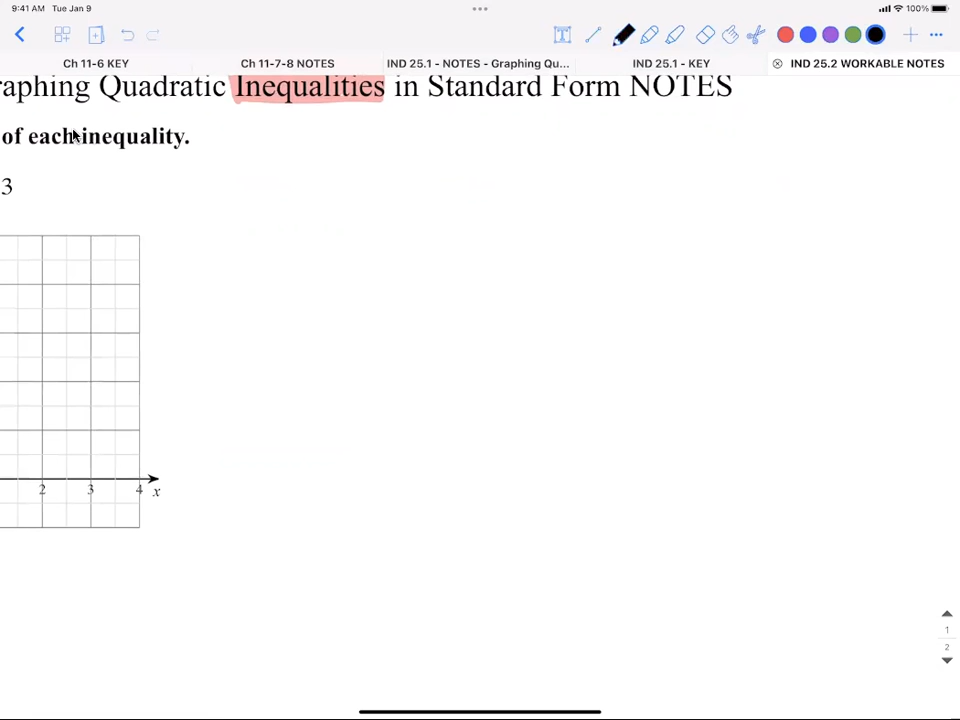 9:41 AM Tue Jan 9
100%
Ch 11-6 KEY
Ch 11-7-8 NOTES
IND 25.1 - NOTES - Graphing Qu...
IND 25.1 - KEY
IND 25.2 WORKABLE NOTES
raphing Quadratic Inequalities in Standard Form NOTES
of each inequality.
3
2 3 4 x
1
2